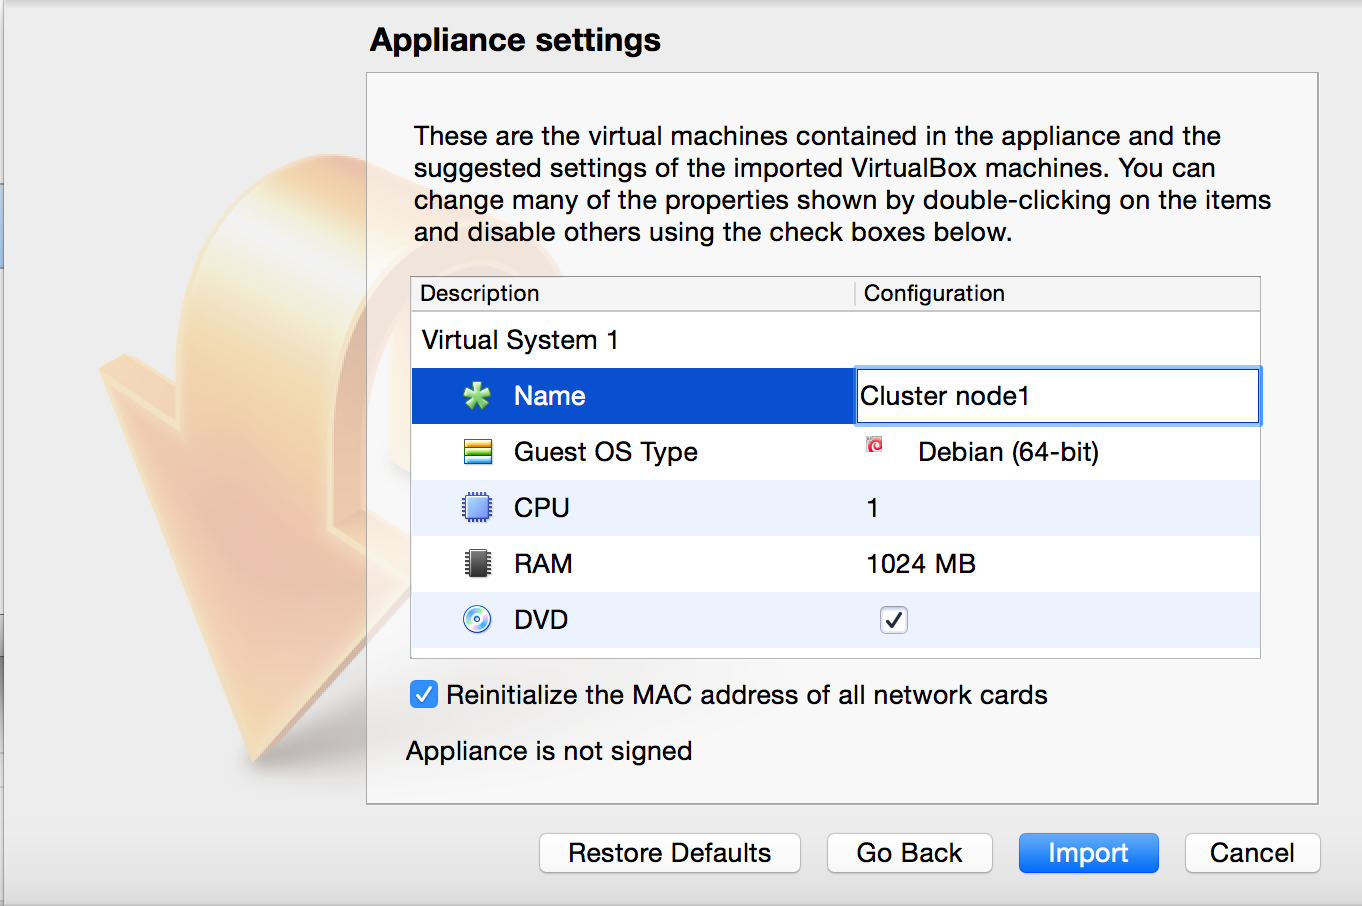 Appliance settings
These are the virtual machines contained in the appliance and the
suggested settings of the imported VirtualBox machines. You can
change many of the properties shown by double-clicking on the items
and disable others using the check boxes below.
Description Configuration
Virtual System 1
Name Cluster node1
Guest OS Type Debian (64-bit)
CPU 1
RAM 1024 MB
DVD
Reinitialize the MAC address of all network cards
Appliance is not signed
Restore Defaults Go Back Import Cancel